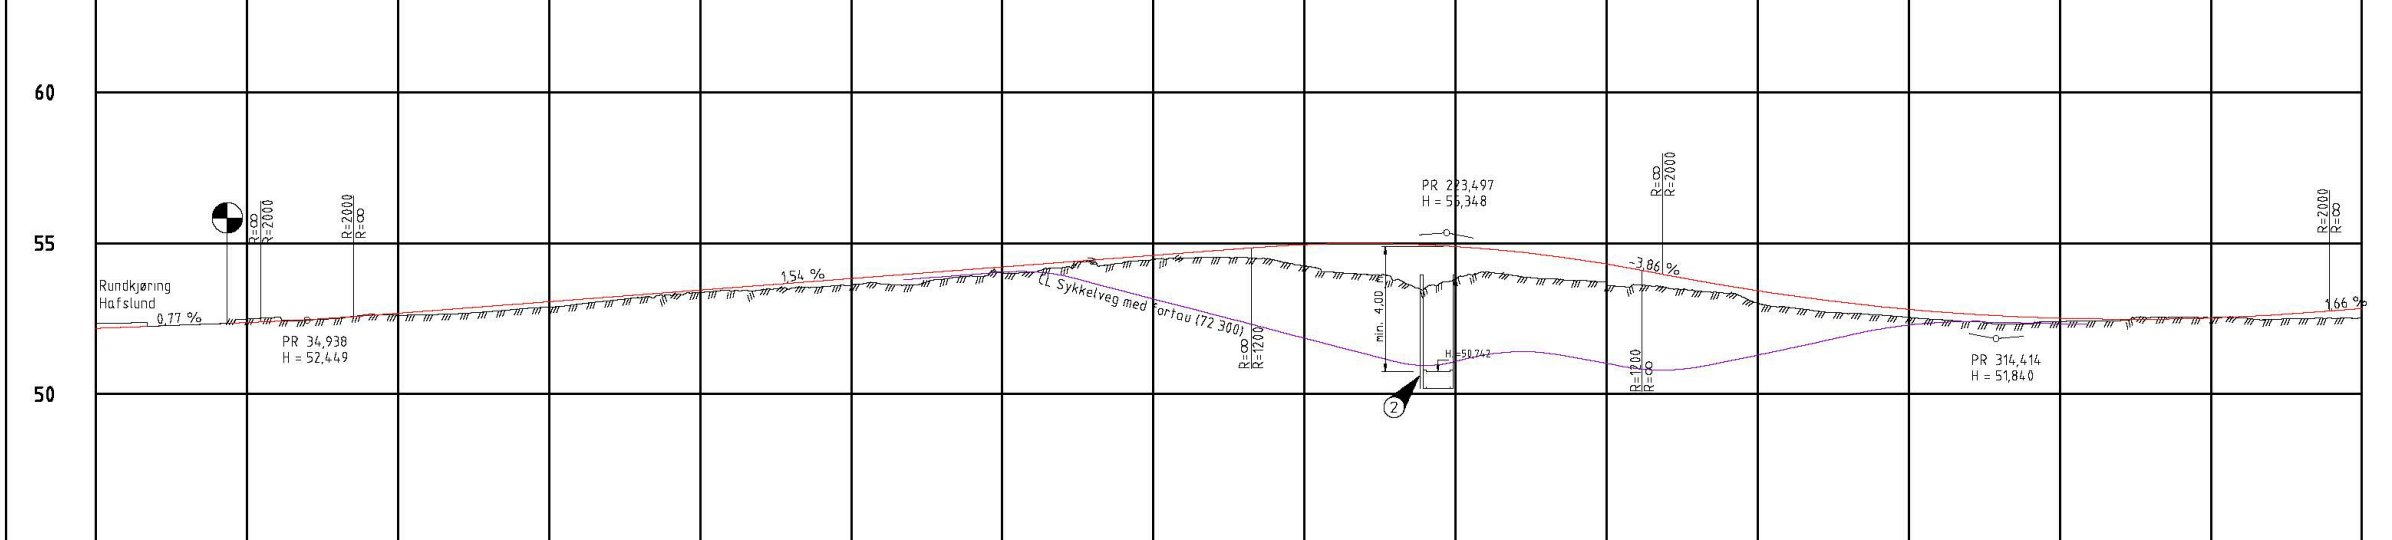 60
55
50
Rundkjøring
Hafslund
0,77 %
R=∞
R=2000
R=2000
R=∞
PR 34,938
H = 52,449
1,54 %
CL Sykkelveg med fortau (72 300)
R=∞
R=1200
min. 4,00 m
PR 223,497
H = 55,348
H=50,742
2
R=∞
R=2000
-3,86 %
R=1200
R=∞
PR 314,414
H = 51,840
R=2000
R=∞
1,66 %